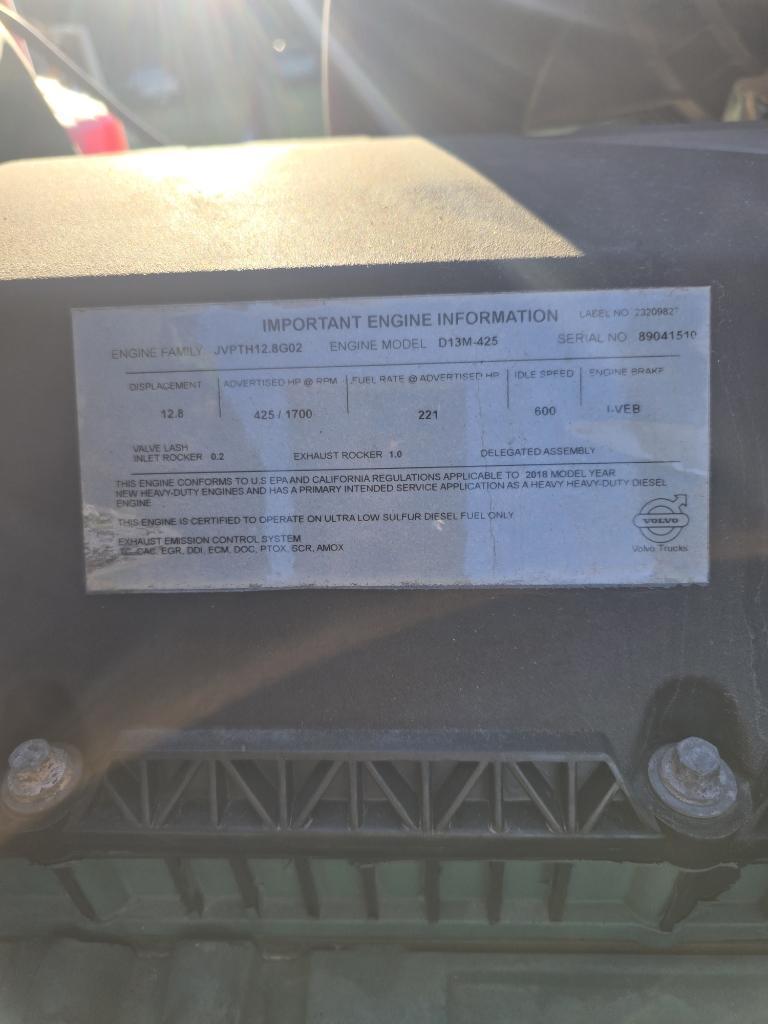 IMPORTANT ENGINE INFORMATION LABEL NO 23209827
ENGINE FAMILY JVPTH12.8G02 ENGINE MODEL D13M-425 SERIAL NO 89041510
DISPLACEMENT ADVERTISED HP @ RPM FUEL RATE @ ADVERTISED HP IDLE SPEED ENGINE BRAKE
12.8 425 / 1700 221 600 I-VEB
VALVE LASH
INLET ROCKER 0.2 EXHAUST ROCKER 1.0 DELEGATED ASSEMBLY
THIS ENGINE CONFORMS TO U.S EPA AND CALIFORNIA REGULATIONS APPLICABLE TO 2018 MODEL YEAR
NEW HEAVY-DUTY ENGINES AND HAS A PRIMARY INTENDED SERVICE APPLICATION AS A HEAVY HEAVY-DUTY DIESEL
ENGINE
THIS ENGINE IS CERTIFIED TO OPERATE ON ULTRA LOW SULFUR DIESEL FUEL ONLY
EXHAUST EMISSION CONTROL SYSTEM
TC, CAC, EGR, DDI, ECM, DOC, PTOX, SCR, AMOX
VOLVO
Volvo Trucks